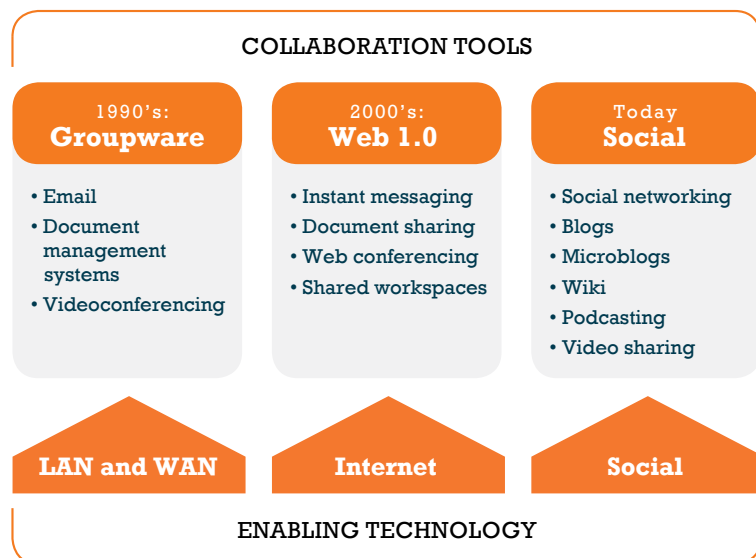 COLLABORATION TOOLS
1990's:
Groupware
• Email
• Document
management
systems
• Videoconferencing
2000's:
Web 1.0
• Instant messaging
• Document sharing
• Web conferencing
• Shared workspaces
Today
Social
• Social networking
• Blogs
• Microblogs
• Wiki
• Podcasting
• Video sharing
LAN and WAN
Internet
Social
ENABLING TECHNOLOGY